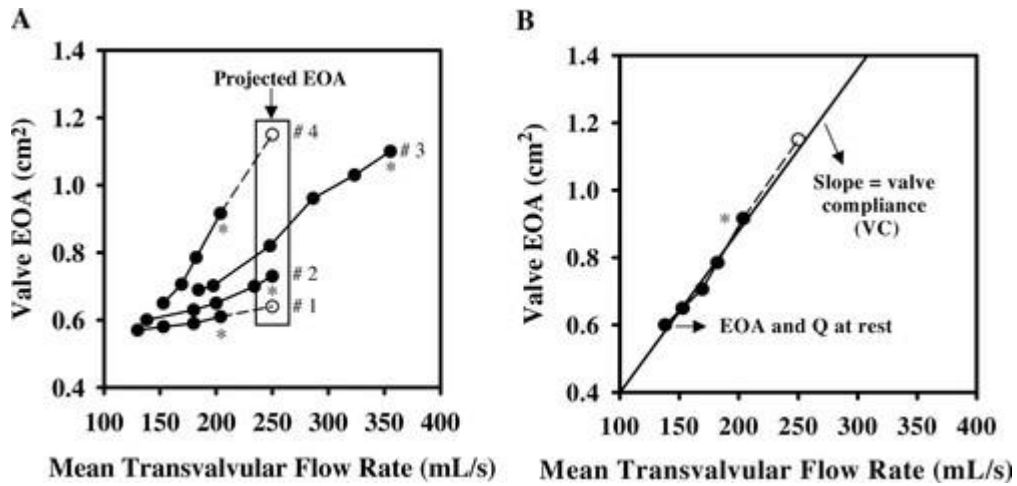 A
1.4
1.2
1.0
0.8
0.6
0.4
Valve EOA (cm²)
Projected EOA
# 4
# 3
*
*
# 2
*
# 1
*
100 150 200 250 300 350 400
Mean Transvalvular Flow Rate (mL/s)
B
1.4
1.2
1.0
0.8
0.6
0.4
Valve EOA (cm²)
*
Slope = valve
compliance
(VC)
EOA and Q at rest
100 150 200 250 300 350 400
Mean Transvalvular Flow Rate (mL/s)